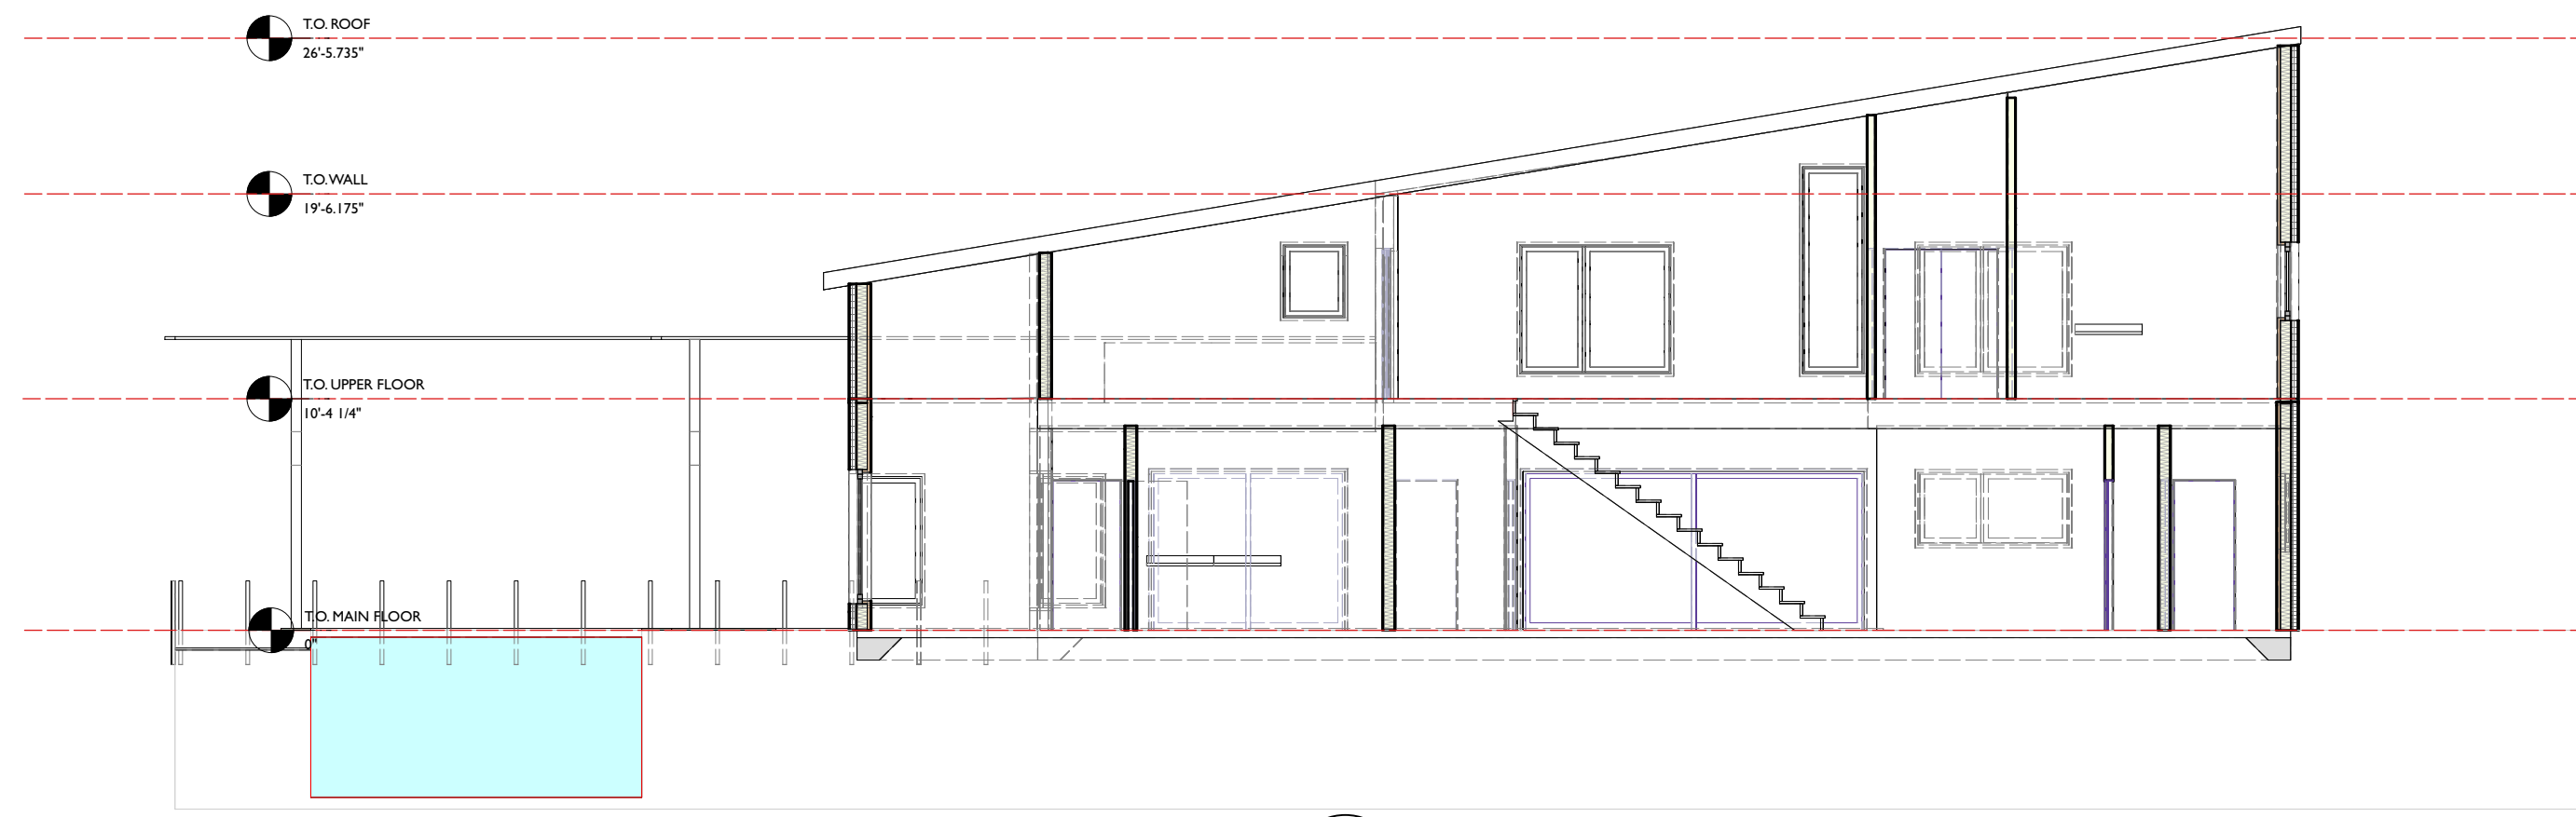 T.O. ROOF
26'-5.735"
T.O. WALL
19'-6.175"
T.O. UPPER FLOOR
10'-4 1/4"
T.O. MAIN FLOOR
0"